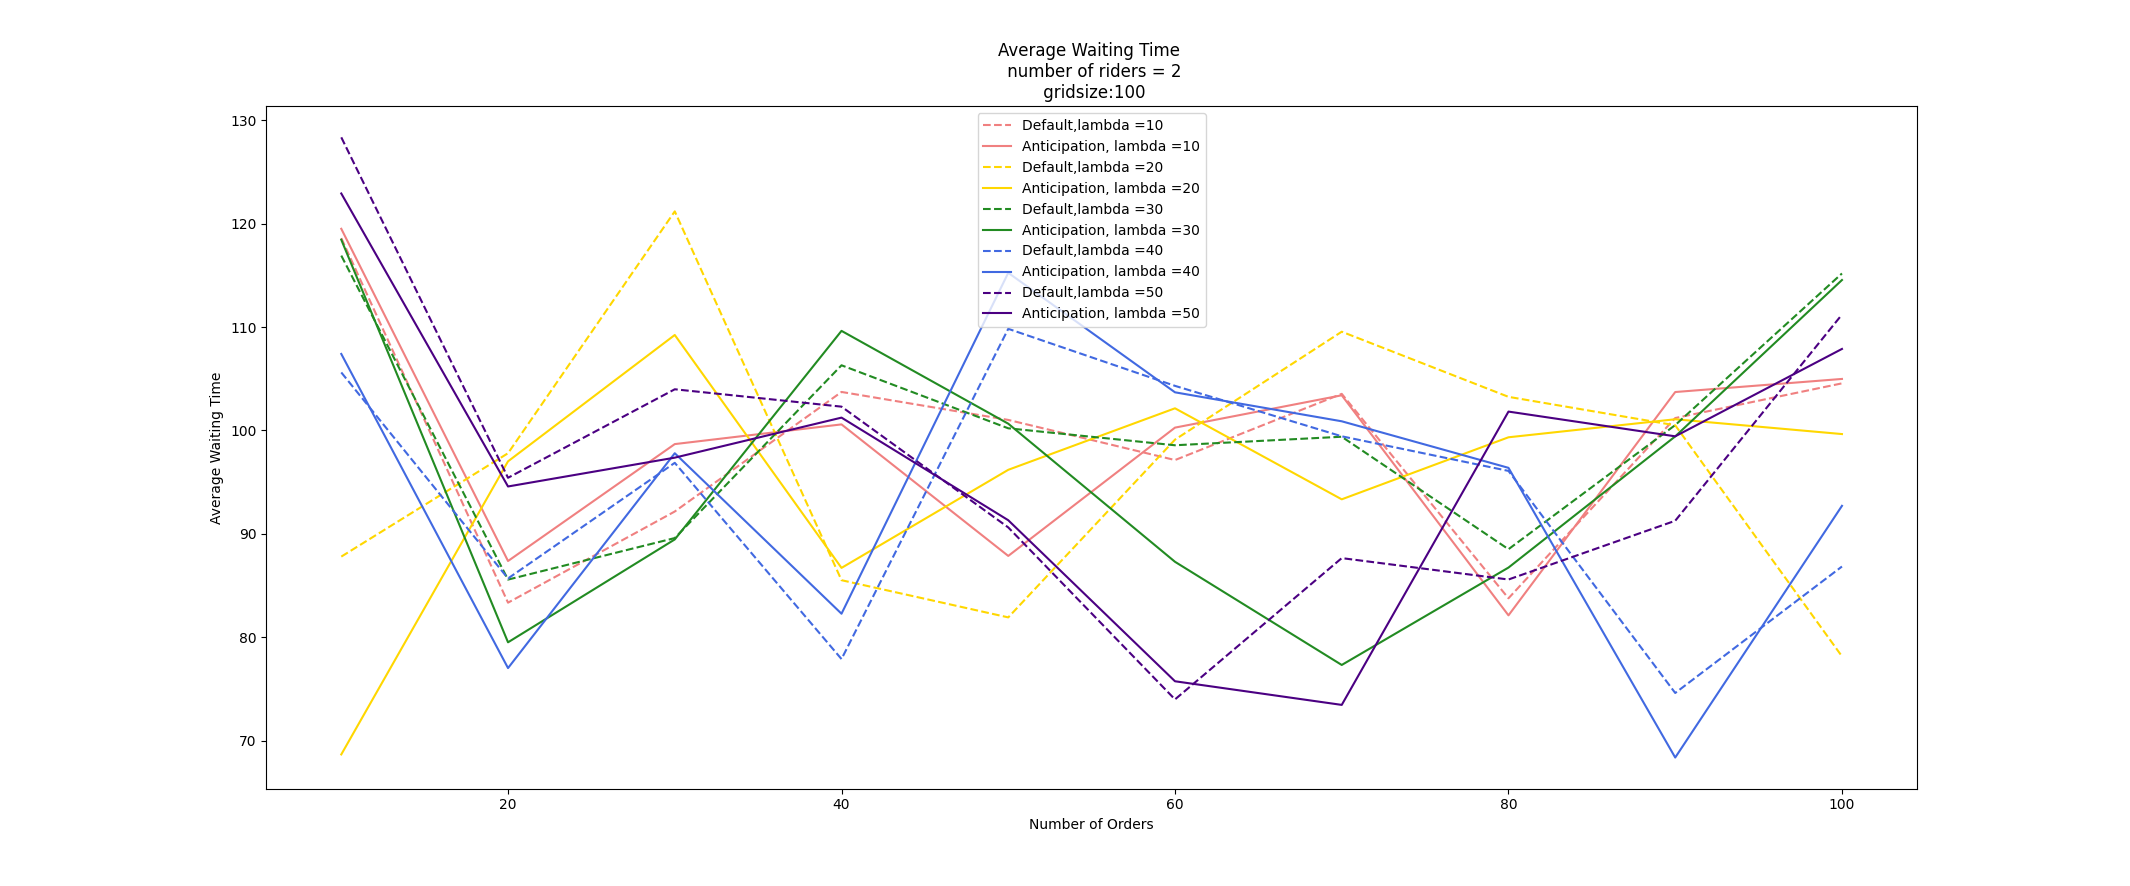 Average Waiting Time
number of riders = 2
gridsize:100
130
120
110
100
90
80
70
Average Waiting Time
Default,lambda =10
Anticipation, lambda =10
Default,lambda =20
Anticipation, lambda =20
Default,lambda =30
Anticipation, lambda =30
Default,lambda =40
Anticipation, lambda =40
Default,lambda =50
Anticipation, lambda =50
20 40 60 80 100
Number of Orders